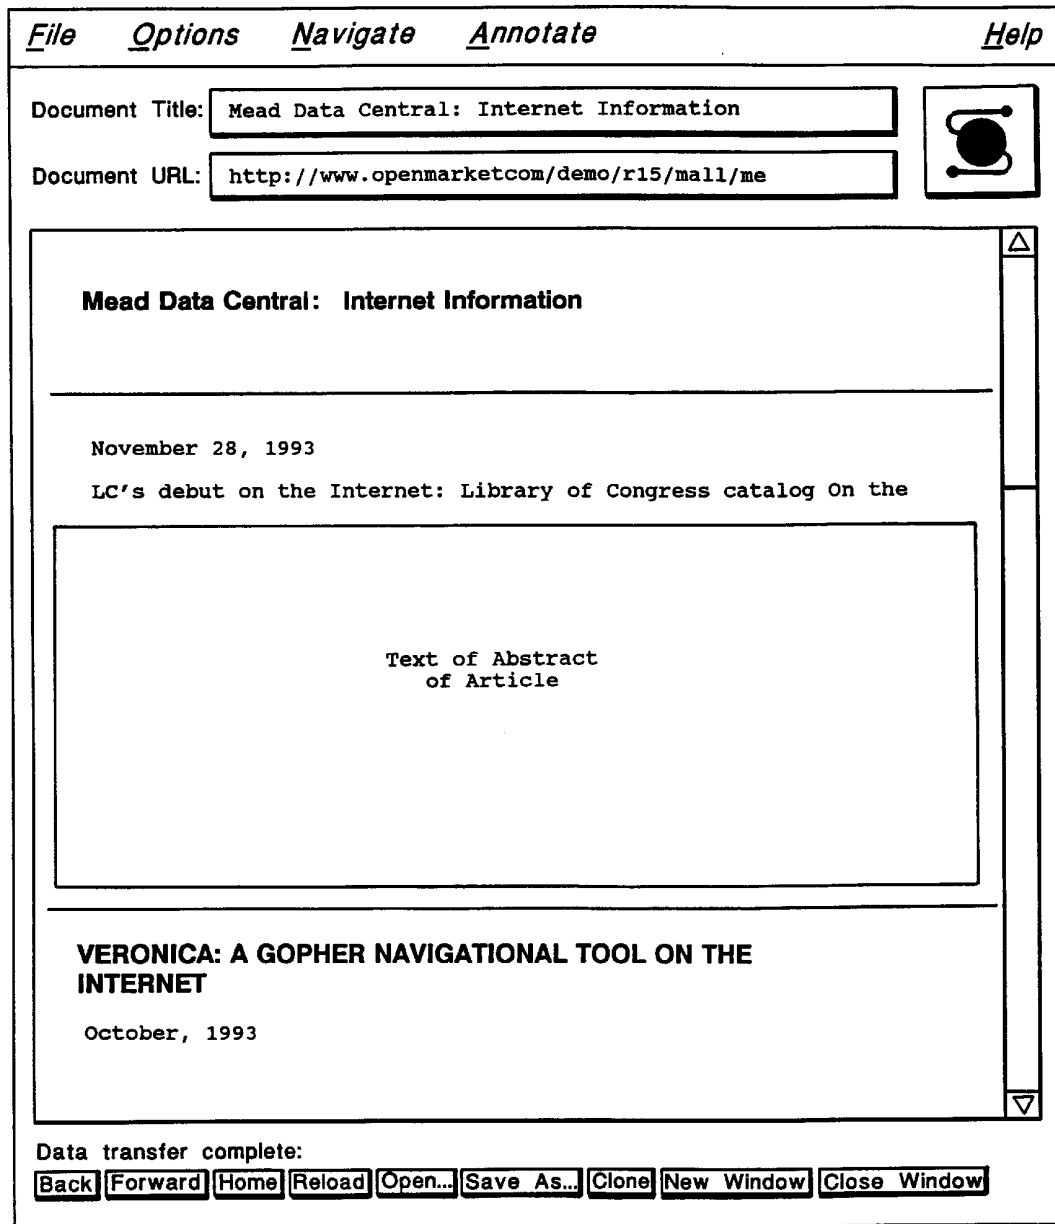 File Options Navigate Annotate Help
Document Title: Mead Data Central: Internet Information
Document URL: http://www.openmarketcom/demo/r15/mall/me
Mead Data Central: Internet Information
November 28, 1993
LC's debut on the Internet: Library of Congress catalog On the
Text of Abstract
of Article
VERONICA: A GOPHER NAVIGATIONAL TOOL ON THE
INTERNET
October, 1993
Data transfer complete:
Back Forward Home Reload Open... Save As... Clone New Window Close Window